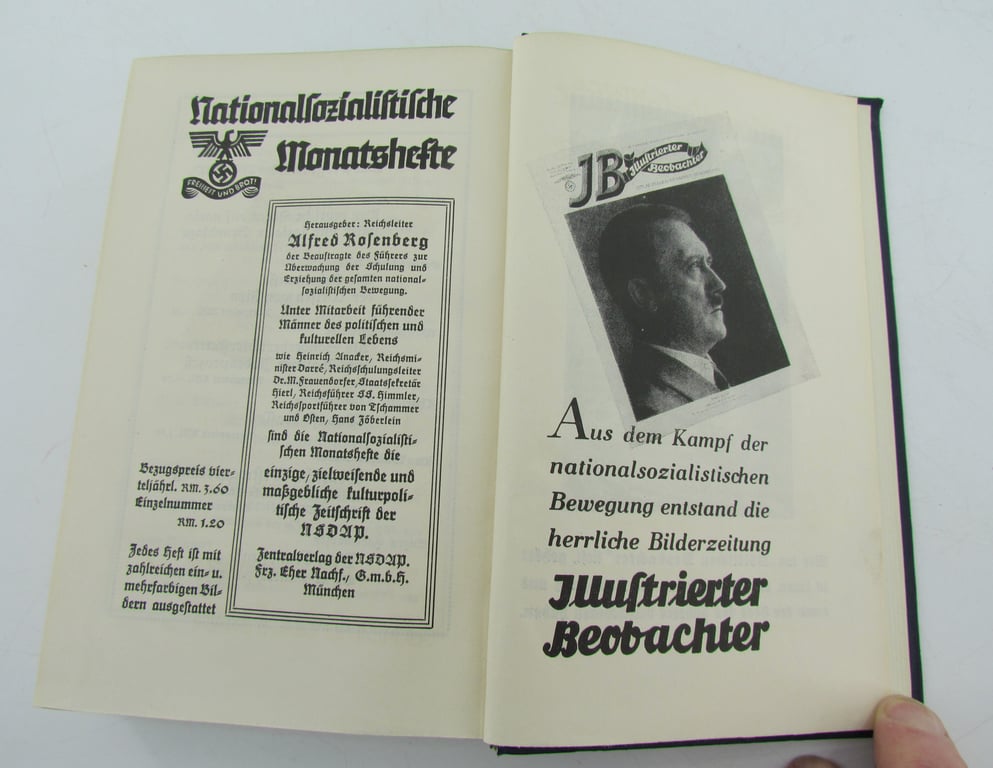 Nationalsozialistische
Monatshefte
FREIHEIT UND BROT!
Herausgeber: Reichsleiter
Alfred Rosenberg
der Beauftragte des Führers zur
Überwachung der Schulung und
Erziehung der gesamten national-
sozialistischen Bewegung.
Unter Mitarbeit führender
Männer des politischen und
kulturellen Lebens
wie Heinrich Anacker, Reichsmi-
nister Darré, Reichsschulungsleiter
Dr. M. Frauendorfer, Staatssekretär
Hierl, Reichsführer SS. Himmler,
Reichssportführer von Tschammer
und Osten, Hans Zöberlein
sind die Nationalsozialisti-
schen Monatshefte die
einzige, zielweisende und
maßgebliche kulturpoli-
tische Zeitschrift der
NSDAP.
Zentralverlag der NSDAP.
Frz. Eher Nachf., G.m.b.H.
München
Bezugspreis vier-
teljährl. RM. 3.60
Einzelnummer
RM. 1.20
Jedes Heft ist mit
zahlreichen ein- u.
mehrfarbigen Bil-
dern ausgestattet
JB
Illustrierter
Beobachter
Aus dem Kampf der
nationalsozialistischen
Bewegung entstand die
herrliche Bilderzeitung
Illustrierter
Beobachter